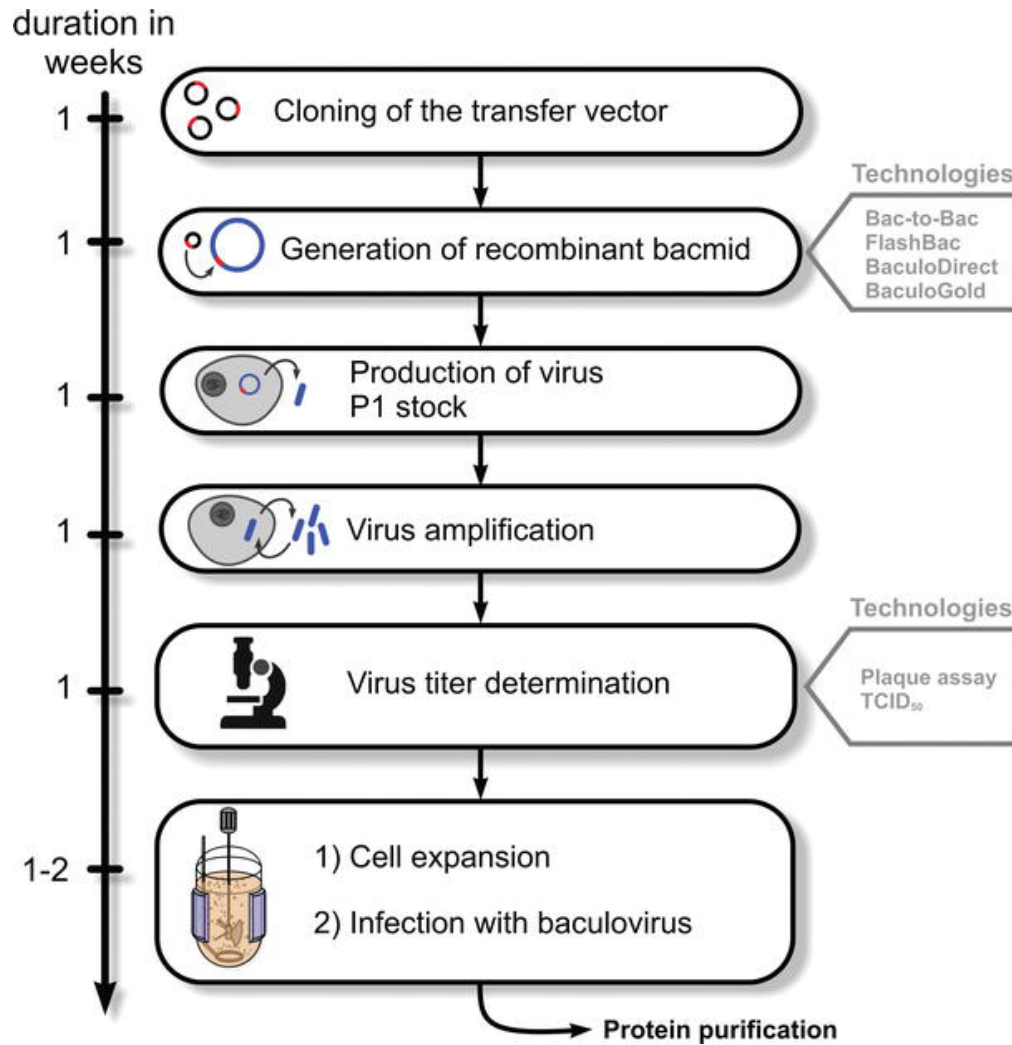 duration in
weeks
1
Cloning of the transfer vector
Technologies
1
Generation of recombinant bacmid
Bac-to-Bac
FlashBac
BaculoDirect
BaculoGold
1
Production of virus
P1 stock
1
Virus amplification
Technologies
1
Virus titer determination
Plaque assay
TCID₅₀
1-2
1) Cell expansion
2) Infection with baculovirus
Protein purification